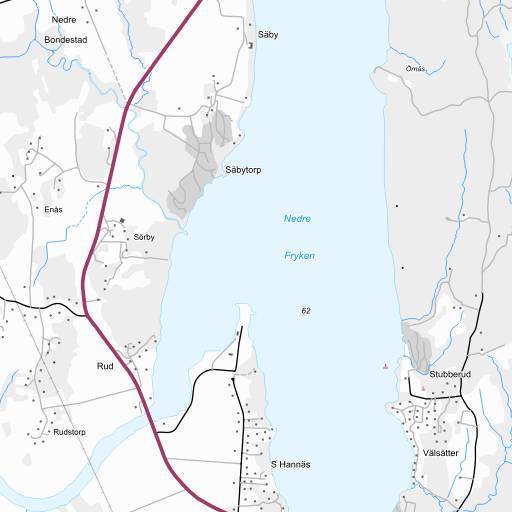 Nedre
Bondestad
Säby
Ömås
Säbytorp
Enås
Sörby
Nedre
Fryken
62
Rud
Stubberud
Rudstorp
Välsätter
S Hannäs